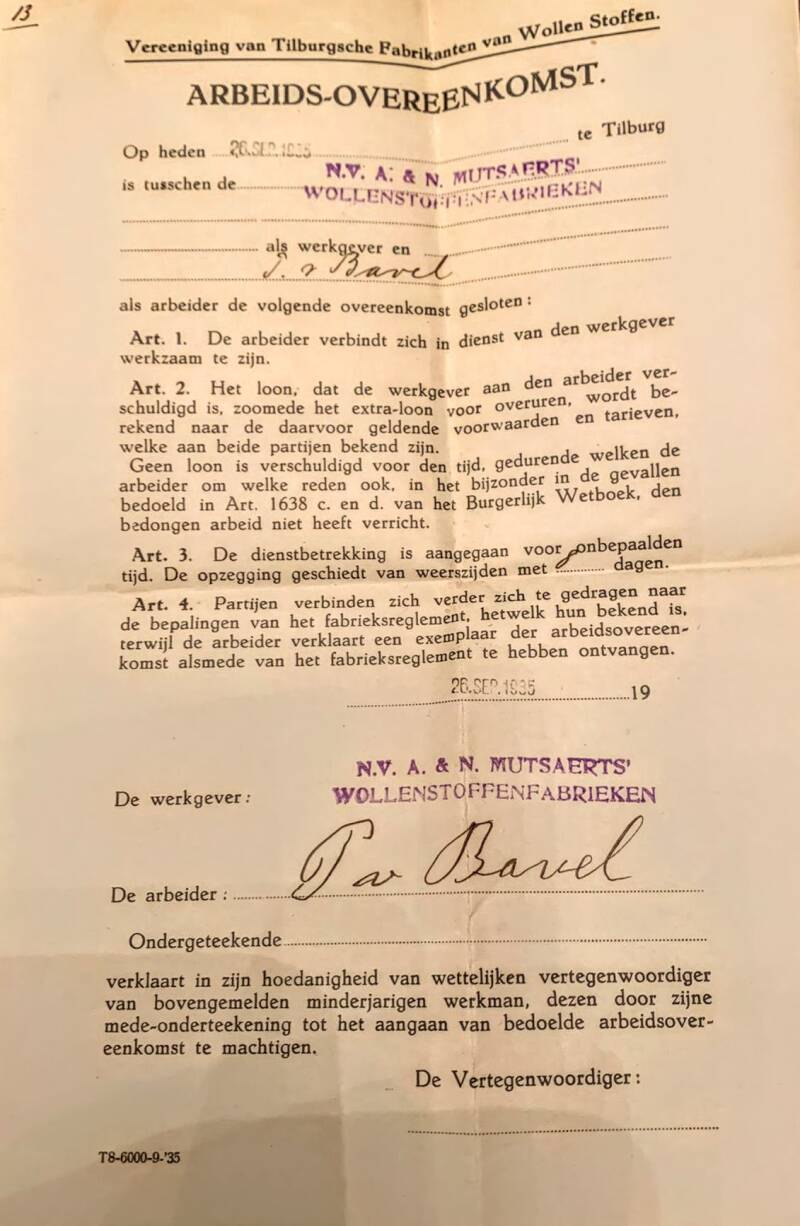 13
Vereeniging van Tilburgsche Fabrikanten van Wollen Stoffen.
ARBEIDS-OVEREENKOMST.
Op heden 26.SEP.1935 te Tilburg
is tusschen de N.V. A. & N. MUTSAERTS'
WOLLENSTOFFENFABRIEKEN
als werkgever en
P. v Bavel
als arbeider de volgende overeenkomst gesloten:
Art. 1. De arbeider verbindt zich in dienst van den werkgever
werkzaam te zijn.
Art. 2. Het loon, dat de werkgever aan den arbeider ver-
schuldigd is, zoomede het extra-loon voor overuren, wordt be-
rekend naar de daarvoor geldende voorwaarden en tarieven,
welke aan beide partijen bekend zijn.
Geen loon is verschuldigd voor den tijd, gedurende welken de
arbeider om welke reden ook, in het bijzonder in de gevallen
bedoeld in Art. 1638 c. en d. van het Burgerlijk Wetboek, den
bedongen arbeid niet heeft verricht.
Art. 3. De dienstbetrekking is aangegaan voor onbepaalden
tijd. De opzegging geschiedt van weerszijden met dagen.
Art. 4. Partijen verbinden zich verder zich te gedragen naar
de bepalingen van het fabrieksreglement, hetwelk hun bekend is,
terwijl de arbeider verklaart een exemplaar der arbeidsovereen-
komst alsmede van het fabrieksreglement te hebben ontvangen.
26.SEP.1935 19
N.V. A. & N. MUTSAERTS'
De werkgever: WOLLENSTOFFENFABRIEKEN
De arbeider: P v Bavel
Ondergeteekende
verklaart in zijn hoedanigheid van wettelijken vertegenwoordiger
van bovengemelden minderjarigen werkman, dezen door zijne
mede-onderteekening tot het aangaan van bedoelde arbeidsover-
eenkomst te machtigen.
De Vertegenwoordiger:
T8-6000-9-'35